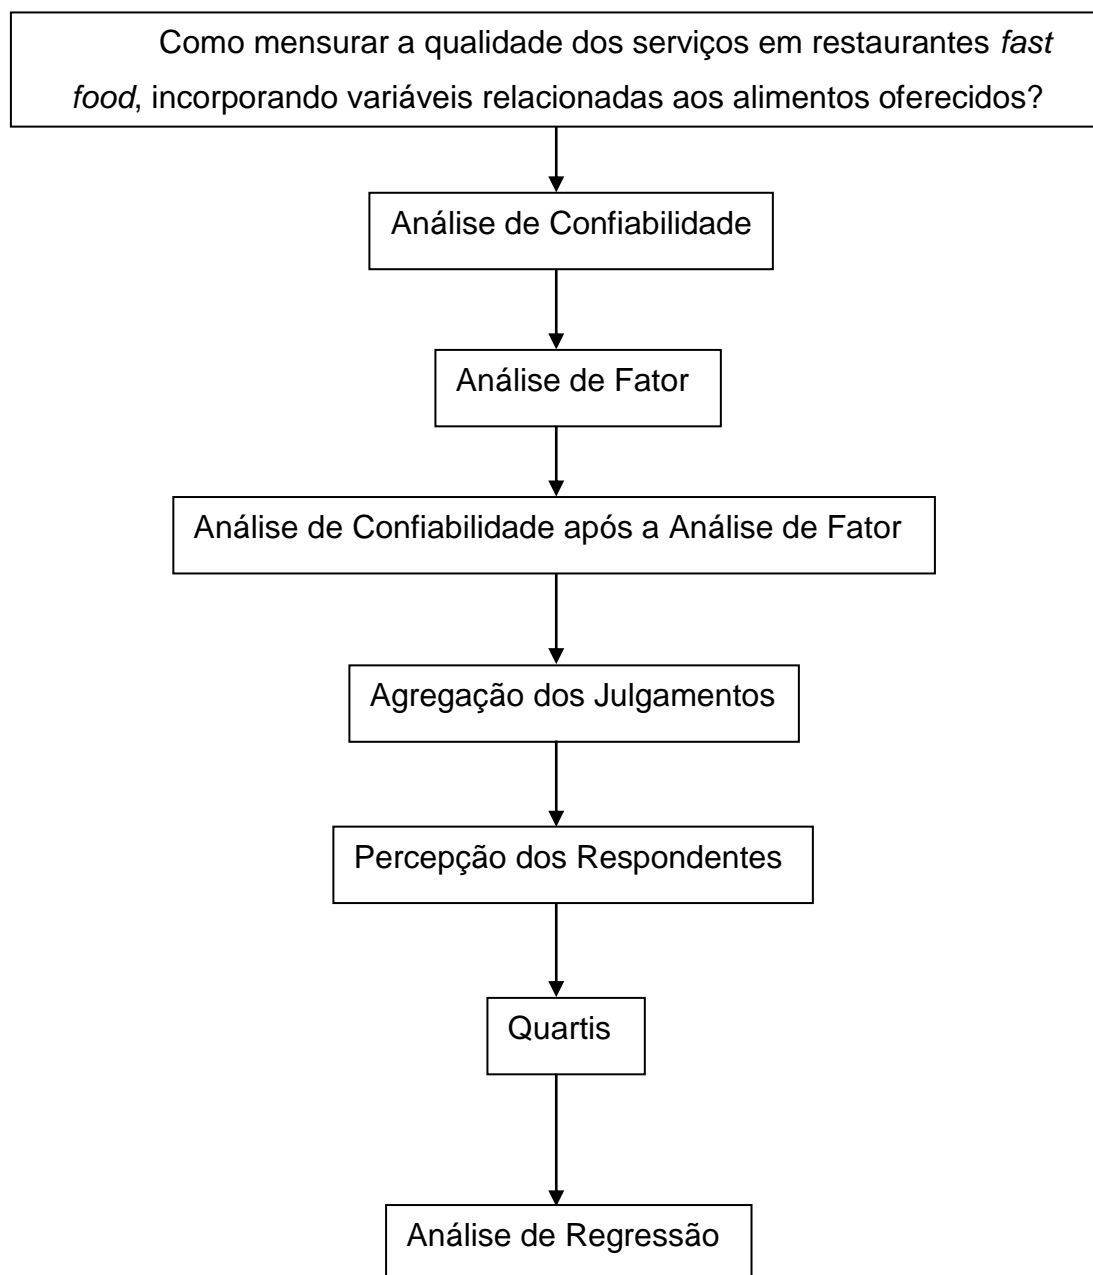 Como mensurar a qualidade dos serviços em restaurantes fast
food, incorporando variáveis relacionadas aos alimentos oferecidos?
Análise de Confiabilidade
Análise de Fator
Análise de Confiabilidade após a Análise de Fator
Agregação dos Julgamentos
Percepção dos Respondentes
Quartis
Análise de Regressão